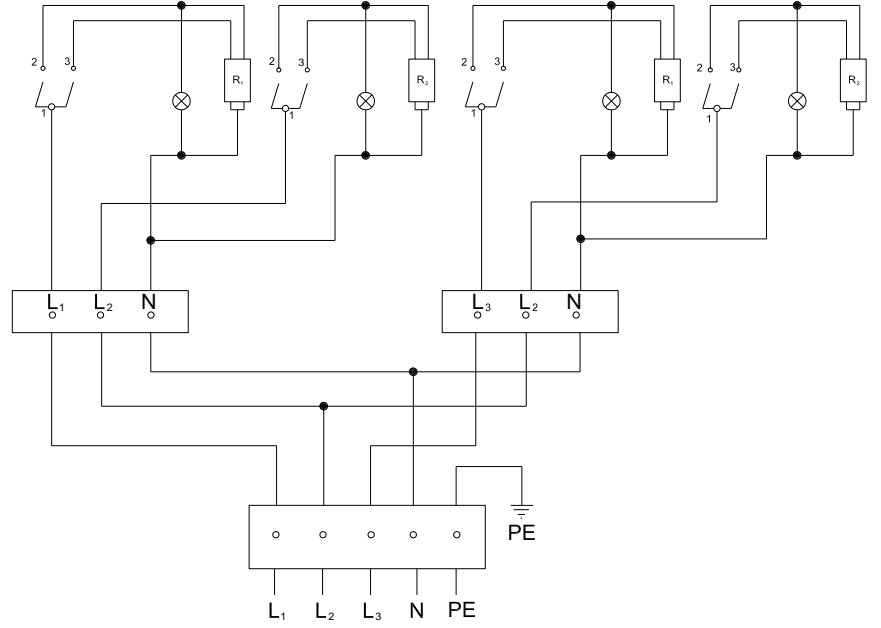 2 3 R₁ 2 3 R₂ 2 3 R₁ 2 3 R₂
1 1 1 1
L₁ L₂ N L₃ L₂ N
PE
L₁ L₂ L₃ N PE